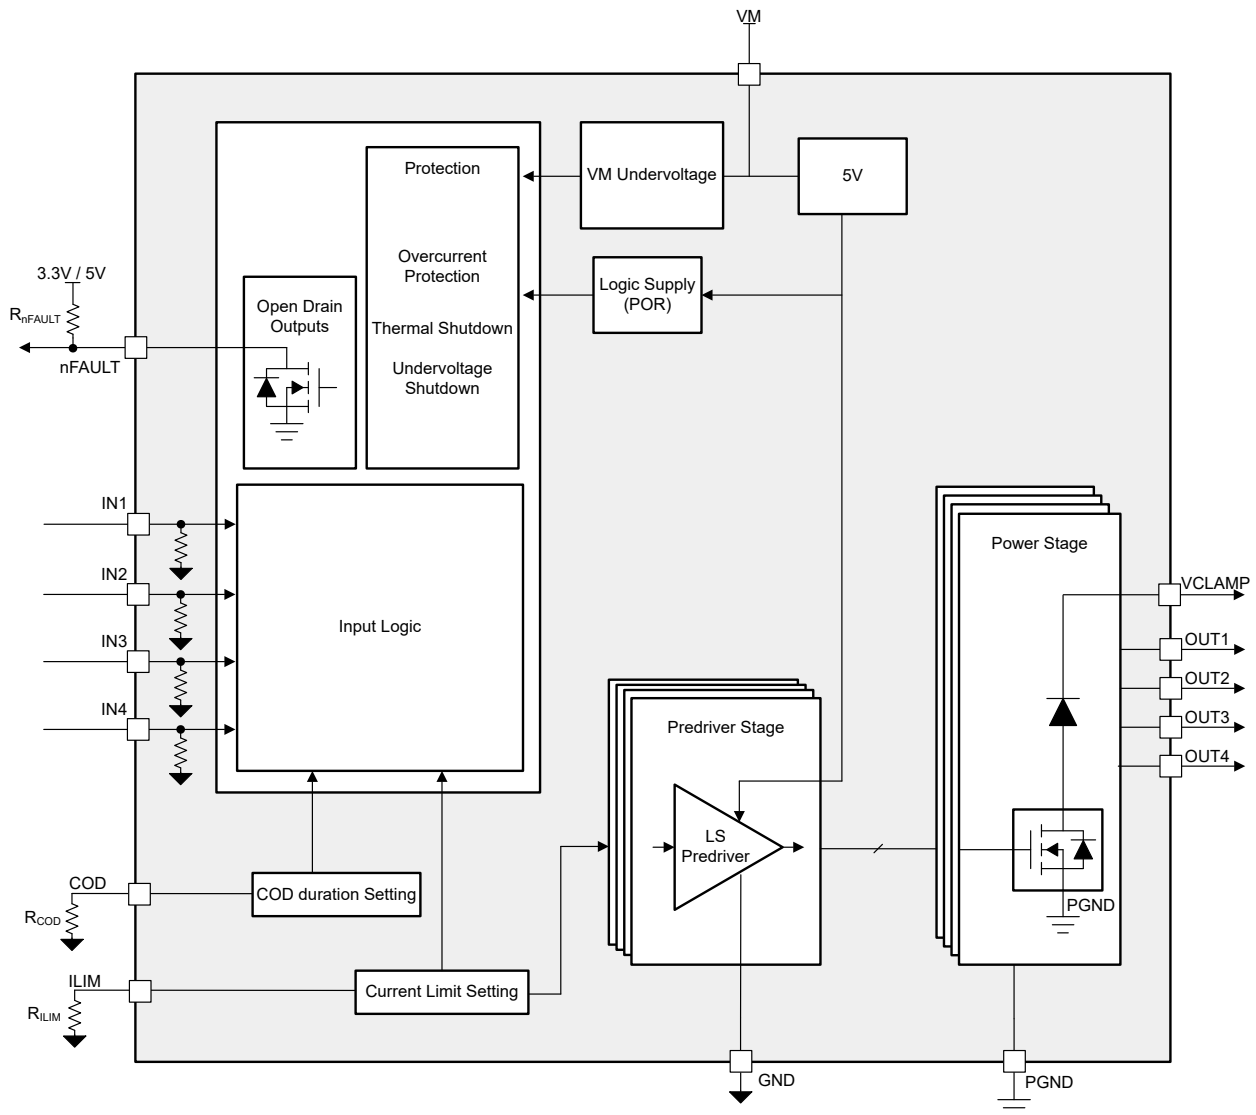 VM
Protection
VM Undervoltage
5V
Overcurrent
Protection
Logic Supply
(POR)
3.3V / 5V
RnFAULT
Open Drain
Outputs
Thermal Shutdown
nFAULT
Undervoltage
Shutdown
IN1
IN2
IN3
IN4
Input Logic
Power Stage
VCLAMP
OUT1
OUT2
OUT3
OUT4
Predriver Stage
LS
Predriver
COD
COD duration Setting
RCOD
PGND
ILIM
Current Limit Setting
RILIM
GND
PGND